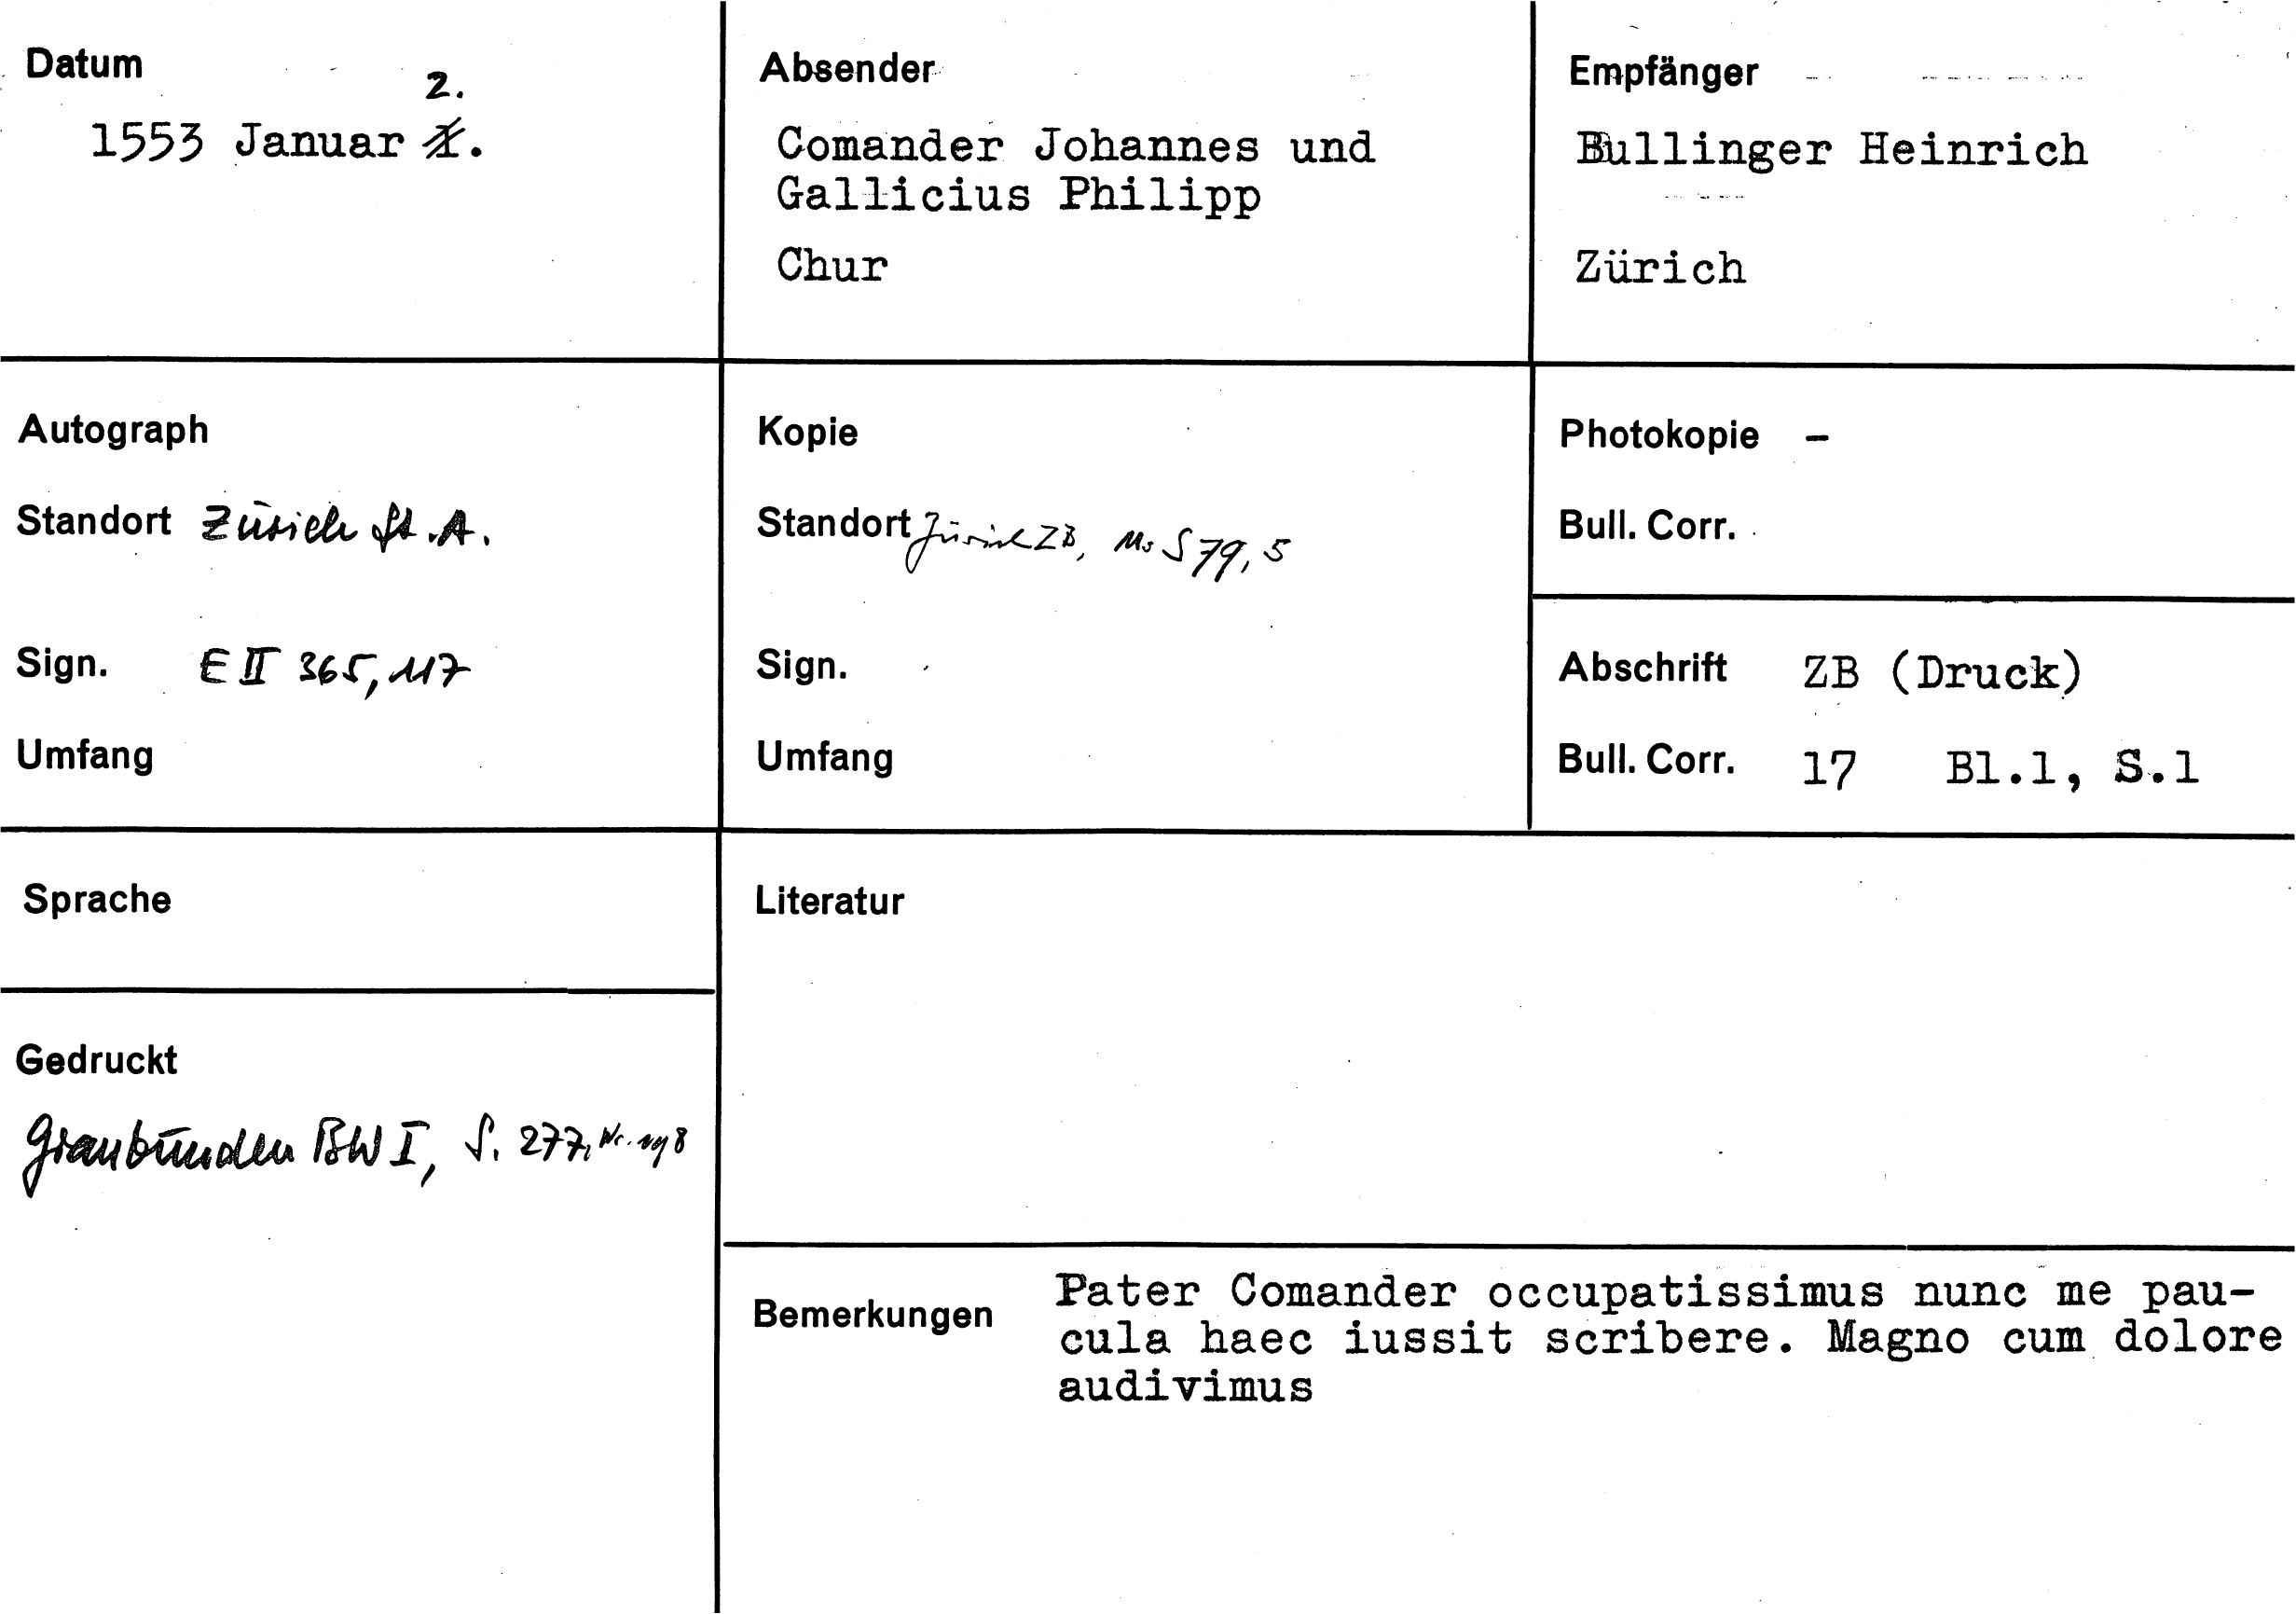 Datum
2.
1553 Januar 1.
Absender
Comander Johannes und
Gallicius Philipp
Chur
Empfänger
Bullinger Heinrich
Zürich
Autograph
Standort Zürich St.A.
Sign. E II 365, 117
Umfang
Kopie
Standort Zürich ZB, Ms S 79, 5
Sign.
Umfang
Photokopie –
Bull. Corr.
Abschrift ZB (Druck)
Bull. Corr. 17 Bl.1, S.1
Sprache
Gedruckt
Graubünden BW I, S. 277, Nr.
Literatur
Bemerkungen Pater Comander occupatissimus nunc me pau-
cula haec iussit scribere. Magno cum dolore
audivimus